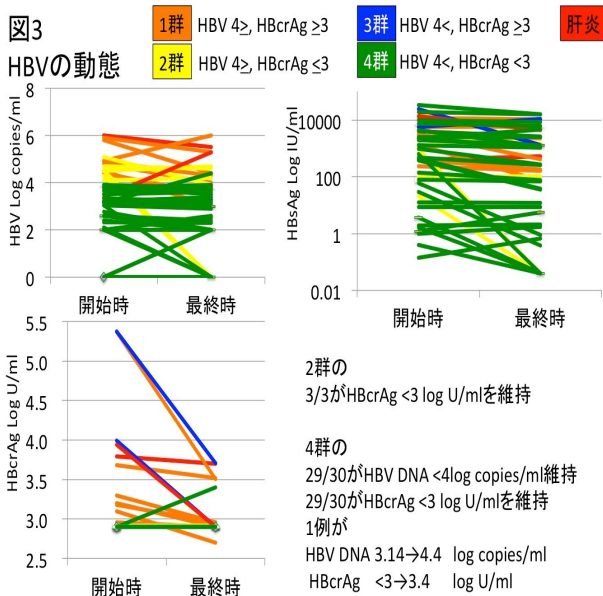 図3
HBVの動態
1群 HBV 4≥, HBcrAg ≥3
2群 HBV 4≥, HBcrAg ≤3
3群 HBV 4<, HBcrAg ≥3
4群 HBV 4<, HBcrAg <3
肝炎
HBV Log copies/ml
8
6
4
2
0
開始時 最終時
HBsAg Log IU/ml
10000
100
1
0.01
開始時 最終時
HBcrAg Log U/ml
5.5
5.0
4.5
4.0
3.5
3.0
2.5
開始時 最終時
2群の
3/3がHBcrAg <3 log U/mlを維持
4群の
29/30がHBV DNA <4log copies/ml維持
29/30がHBcrAg <3 log U/mlを維持
1例が
HBV DNA 3.14→4.4 log copies/ml
HBcrAg <3→3.4 log U/ml